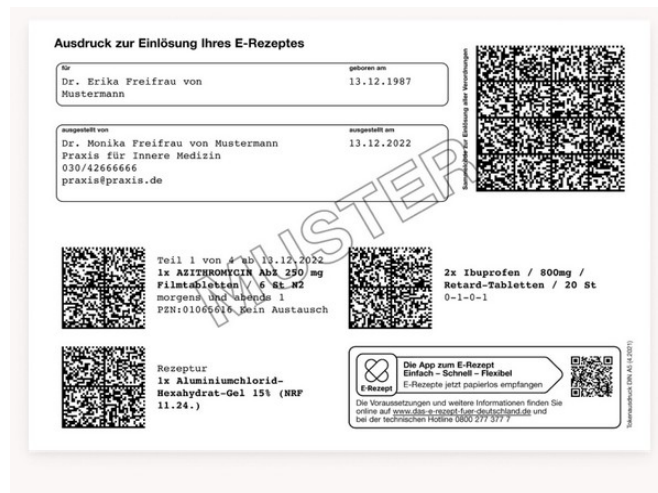 Ausdruck zur Einlösung Ihres E-Rezeptes
für
geboren am
Dr. Erika Freifrau von
Mustermann
13.12.1987
Sammelcode zur Einlösung aller Verordnungen
ausgestellt von
ausgestellt am
Dr. Monika Freifrau von Mustermann
13.12.2022
Praxis für Innere Medizin
030/42666666
praxis@praxis.de
MUSTER
Teil 1 von 4 ab 13.12.2022
1x AZITHROMYCIN AbZ 250 mg
Filmtabletten / 6 St N2
morgens und abends 1
PZN:01065616 Kein Austausch
2x Ibuprofen / 800mg /
Retard-Tabletten / 20 St
0-1-0-1
Rezeptur
1x Aluminiumchlorid-
Hexahydrat-Gel 15% (NRF
11.24.)
E-Rezept
Die App zum E-Rezept
Einfach – Schnell – Flexibel
E-Rezepte jetzt papierlos empfangen
Die Voraussetzungen und weitere Informationen finden Sie
online auf www.das-e-rezept-fuer-deutschland.de und
bei der technischen Hotline 0800 277 377 7
Tokenausdruck DIN A5 (4.2021)